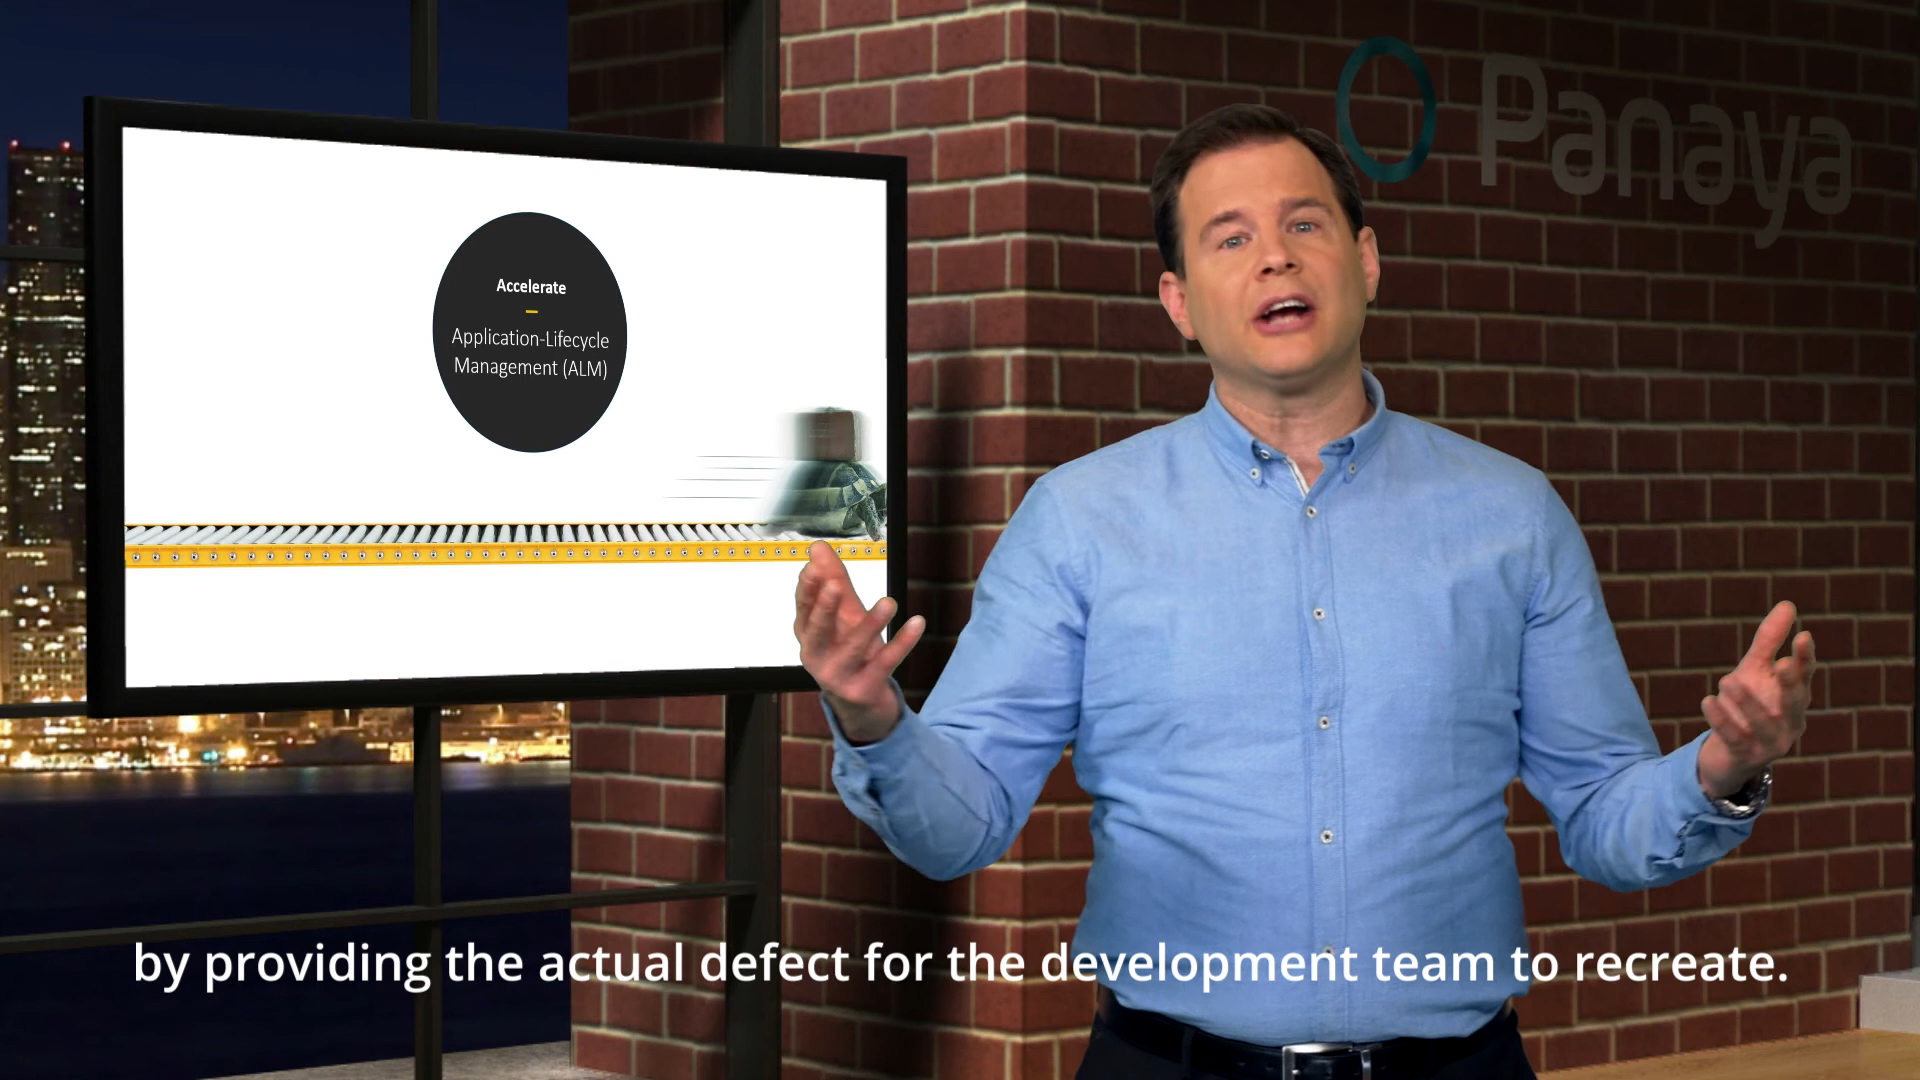 Panaya
Accelerate
Application-Lifecycle
Management (ALM)
by providing the actual defect for the development team to recreate.